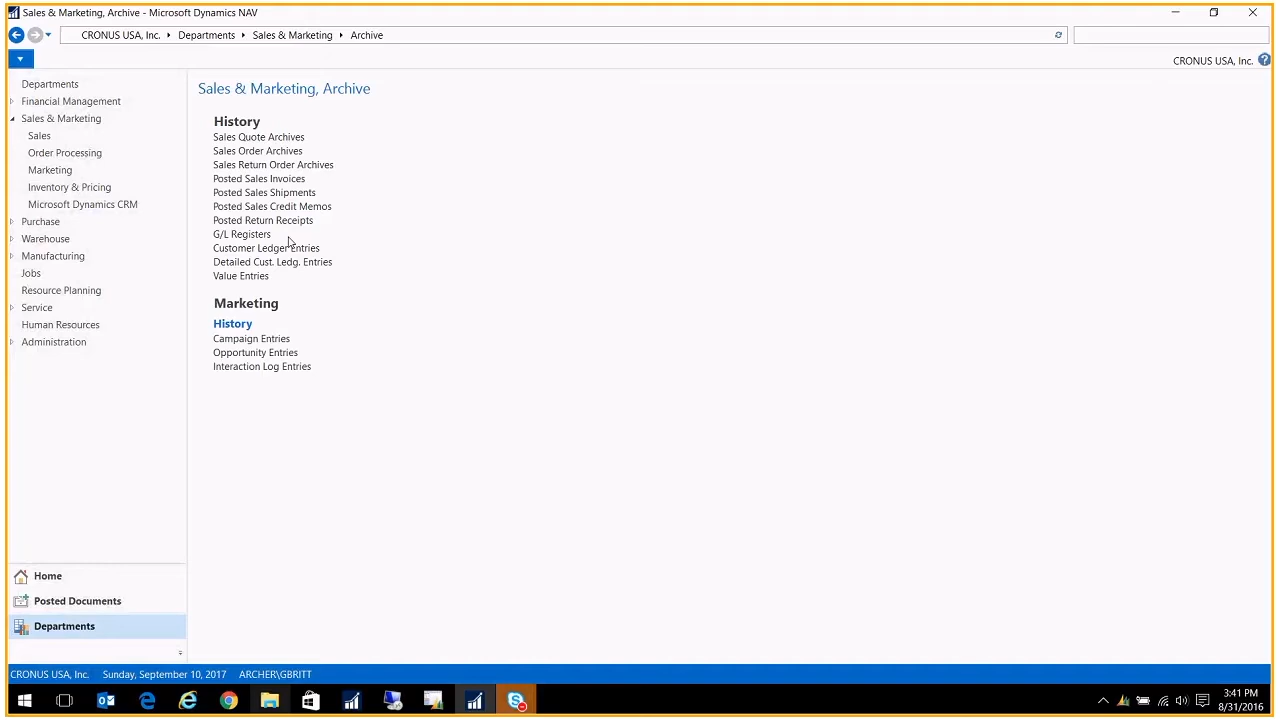 Sales & Marketing, Archive - Microsoft Dynamics NAV
CRONUS USA, Inc. Departments Sales & Marketing Archive
CRONUS USA, Inc.
Departments
Financial Management
Sales & Marketing
Sales
Order Processing
Marketing
Inventory & Pricing
Microsoft Dynamics CRM
Purchase
Warehouse
Manufacturing
Jobs
Resource Planning
Service
Human Resources
Administration
Home
Posted Documents
Departments
Sales & Marketing, Archive
History
Sales Quote Archives
Sales Order Archives
Sales Return Order Archives
Posted Sales Invoices
Posted Sales Shipments
Posted Sales Credit Memos
Posted Return Receipts
G/L Registers
Customer Ledger Entries
Detailed Cust. Ledg. Entries
Value Entries
Marketing
History
Campaign Entries
Opportunity Entries
Interaction Log Entries
CRONUS USA, Inc. Sunday, September 10, 2017 ARCHER\GBRITT
3:41 PM
8/31/2016